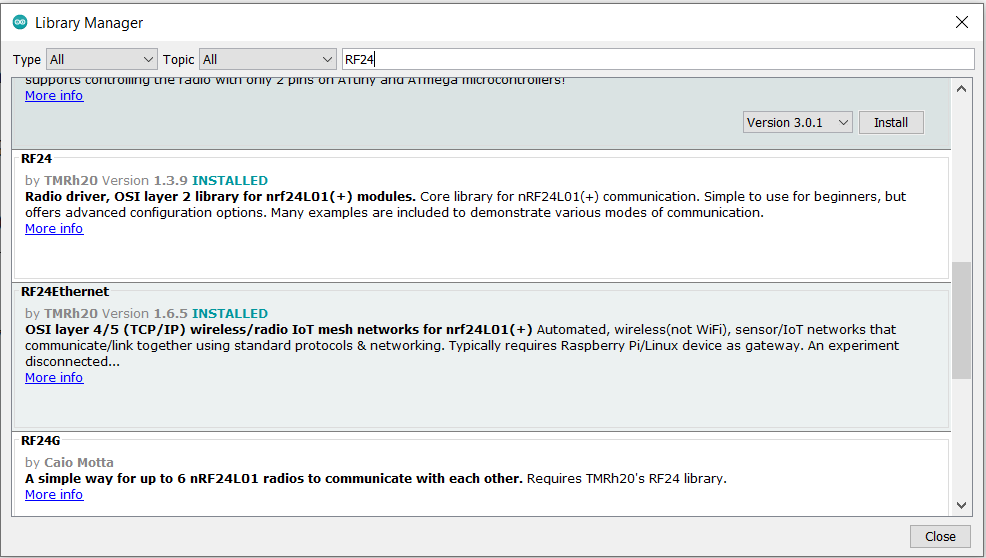 Library Manager
Type All Topic All RF24
supports controlling the radio with only 2 pins on ATtiny and ATmega microcontrollers!
More info
Version 3.0.1 Install
RF24
by TMRh20 Version 1.3.9 INSTALLED
Radio driver, OSI layer 2 library for nrf24L01(+) modules. Core library for nRF24L01(+) communication. Simple to use for beginners, but
offers advanced configuration options. Many examples are included to demonstrate various modes of communication.
More info
RF24Ethernet
by TMRh20 Version 1.6.5 INSTALLED
OSI layer 4/5 (TCP/IP) wireless/radio IoT mesh networks for nrf24L01(+) Automated, wireless(not WiFi), sensor/IoT networks that
communicate/link together using standard protocols & networking. Typically requires Raspberry Pi/Linux device as gateway. An experiment
disconnected...
More info
RF24G
by Caio Motta
A simple way for up to 6 nRF24L01 radios to communicate with each other. Requires TMRh20's RF24 library.
More info
Close